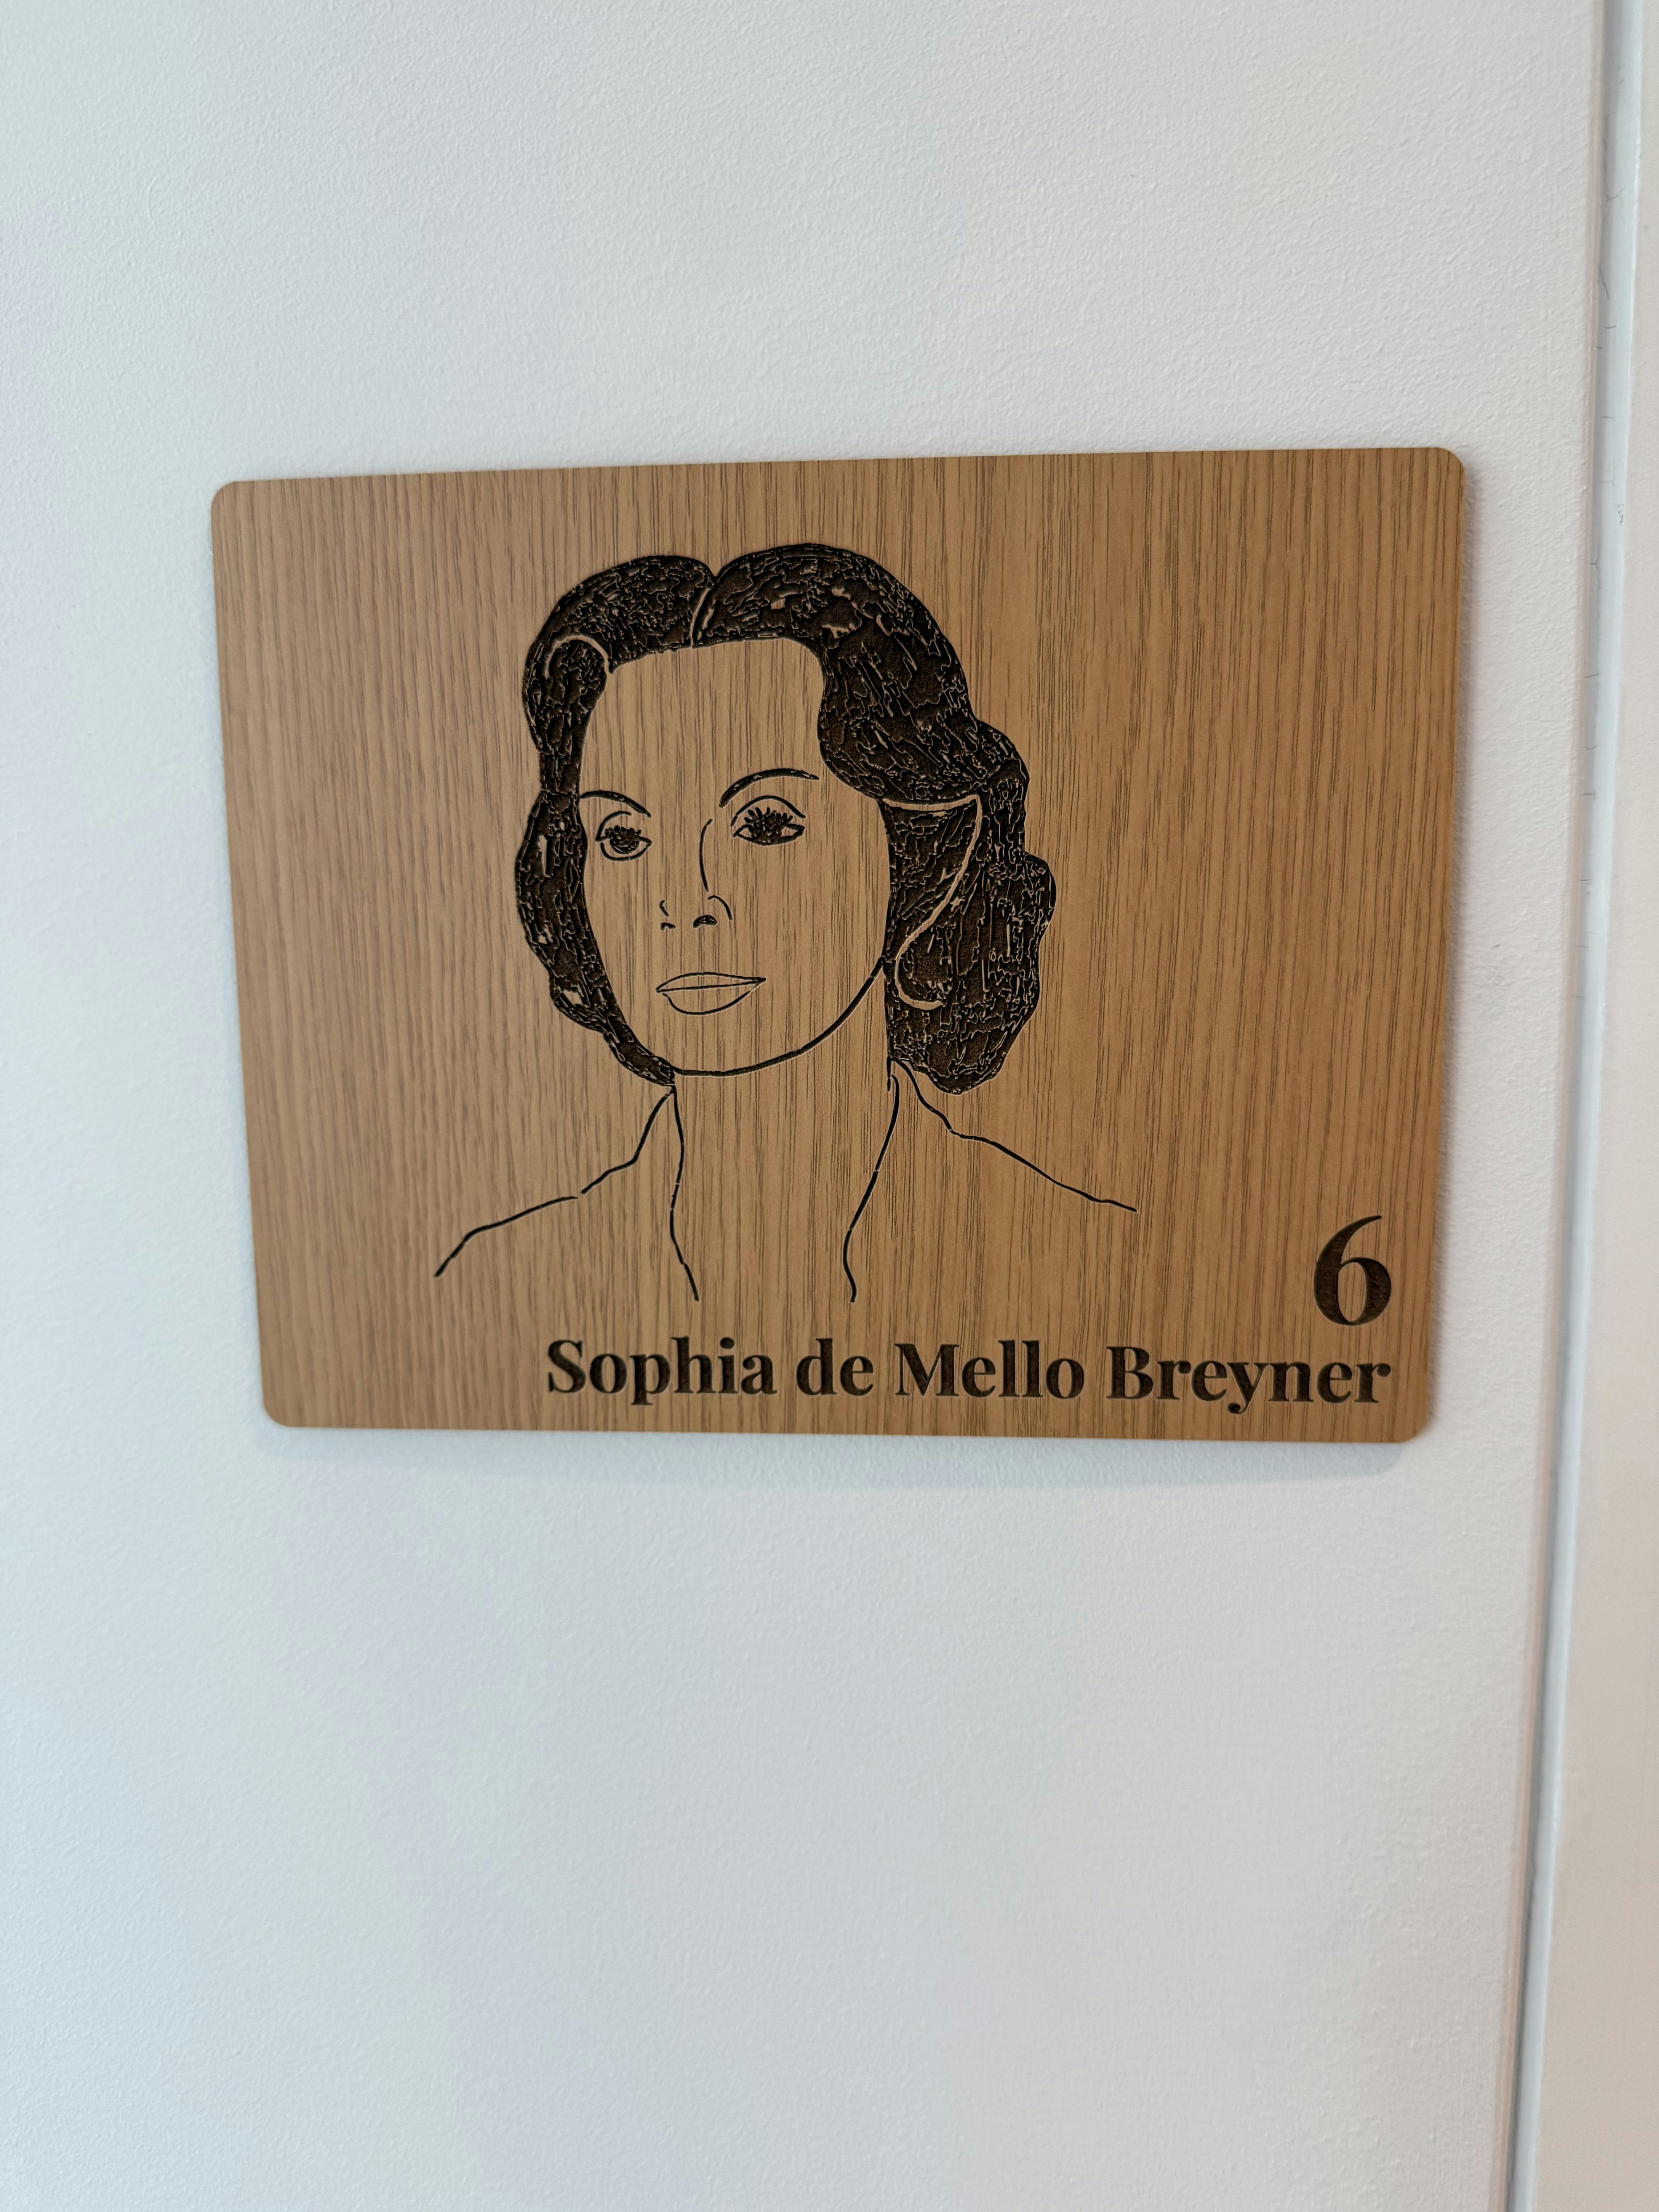 6
Sophia de Mello Breyner